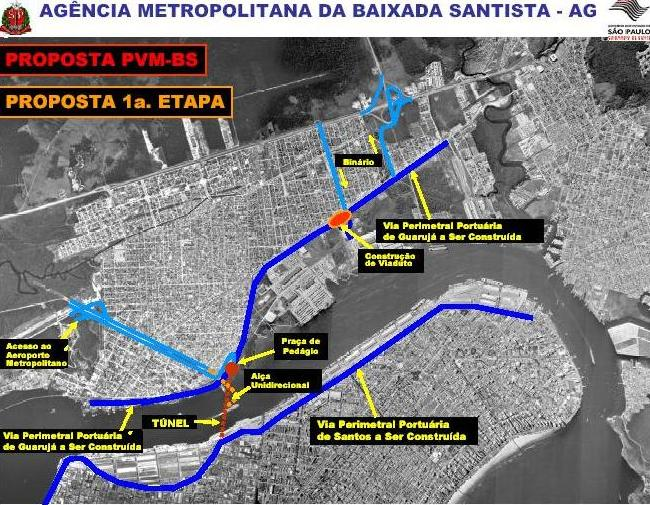 AGÊNCIA METROPOLITANA DA BAIXADA SANTISTA - AG
SÃO PAULO
PROPOSTA PVM-BS
PROPOSTA 1a. ETAPA
Binário
Via Perimetral Portuária
de Guarujá a Ser Construída
Construção
de Viaduto
Acesso ao
Aeroporto
Metropolitano
Praça de
Pedágio
Alça
Unidirecional
TÚNEL
Via Perimetral Portuária
de Guarujá a Ser Construída
Via Perimetral Portuária
de Santos a Ser Construída